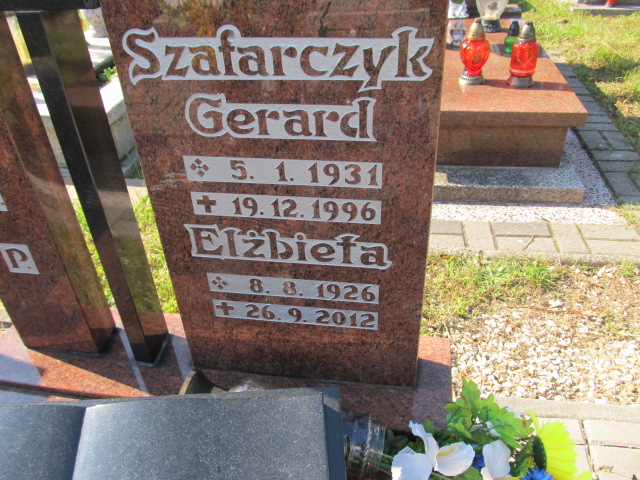 Szafarczyk
Gerard
5. 1. 1931
19. 12. 1996
Elżbieta
8. 8. 1926
26. 9. 2012
P.